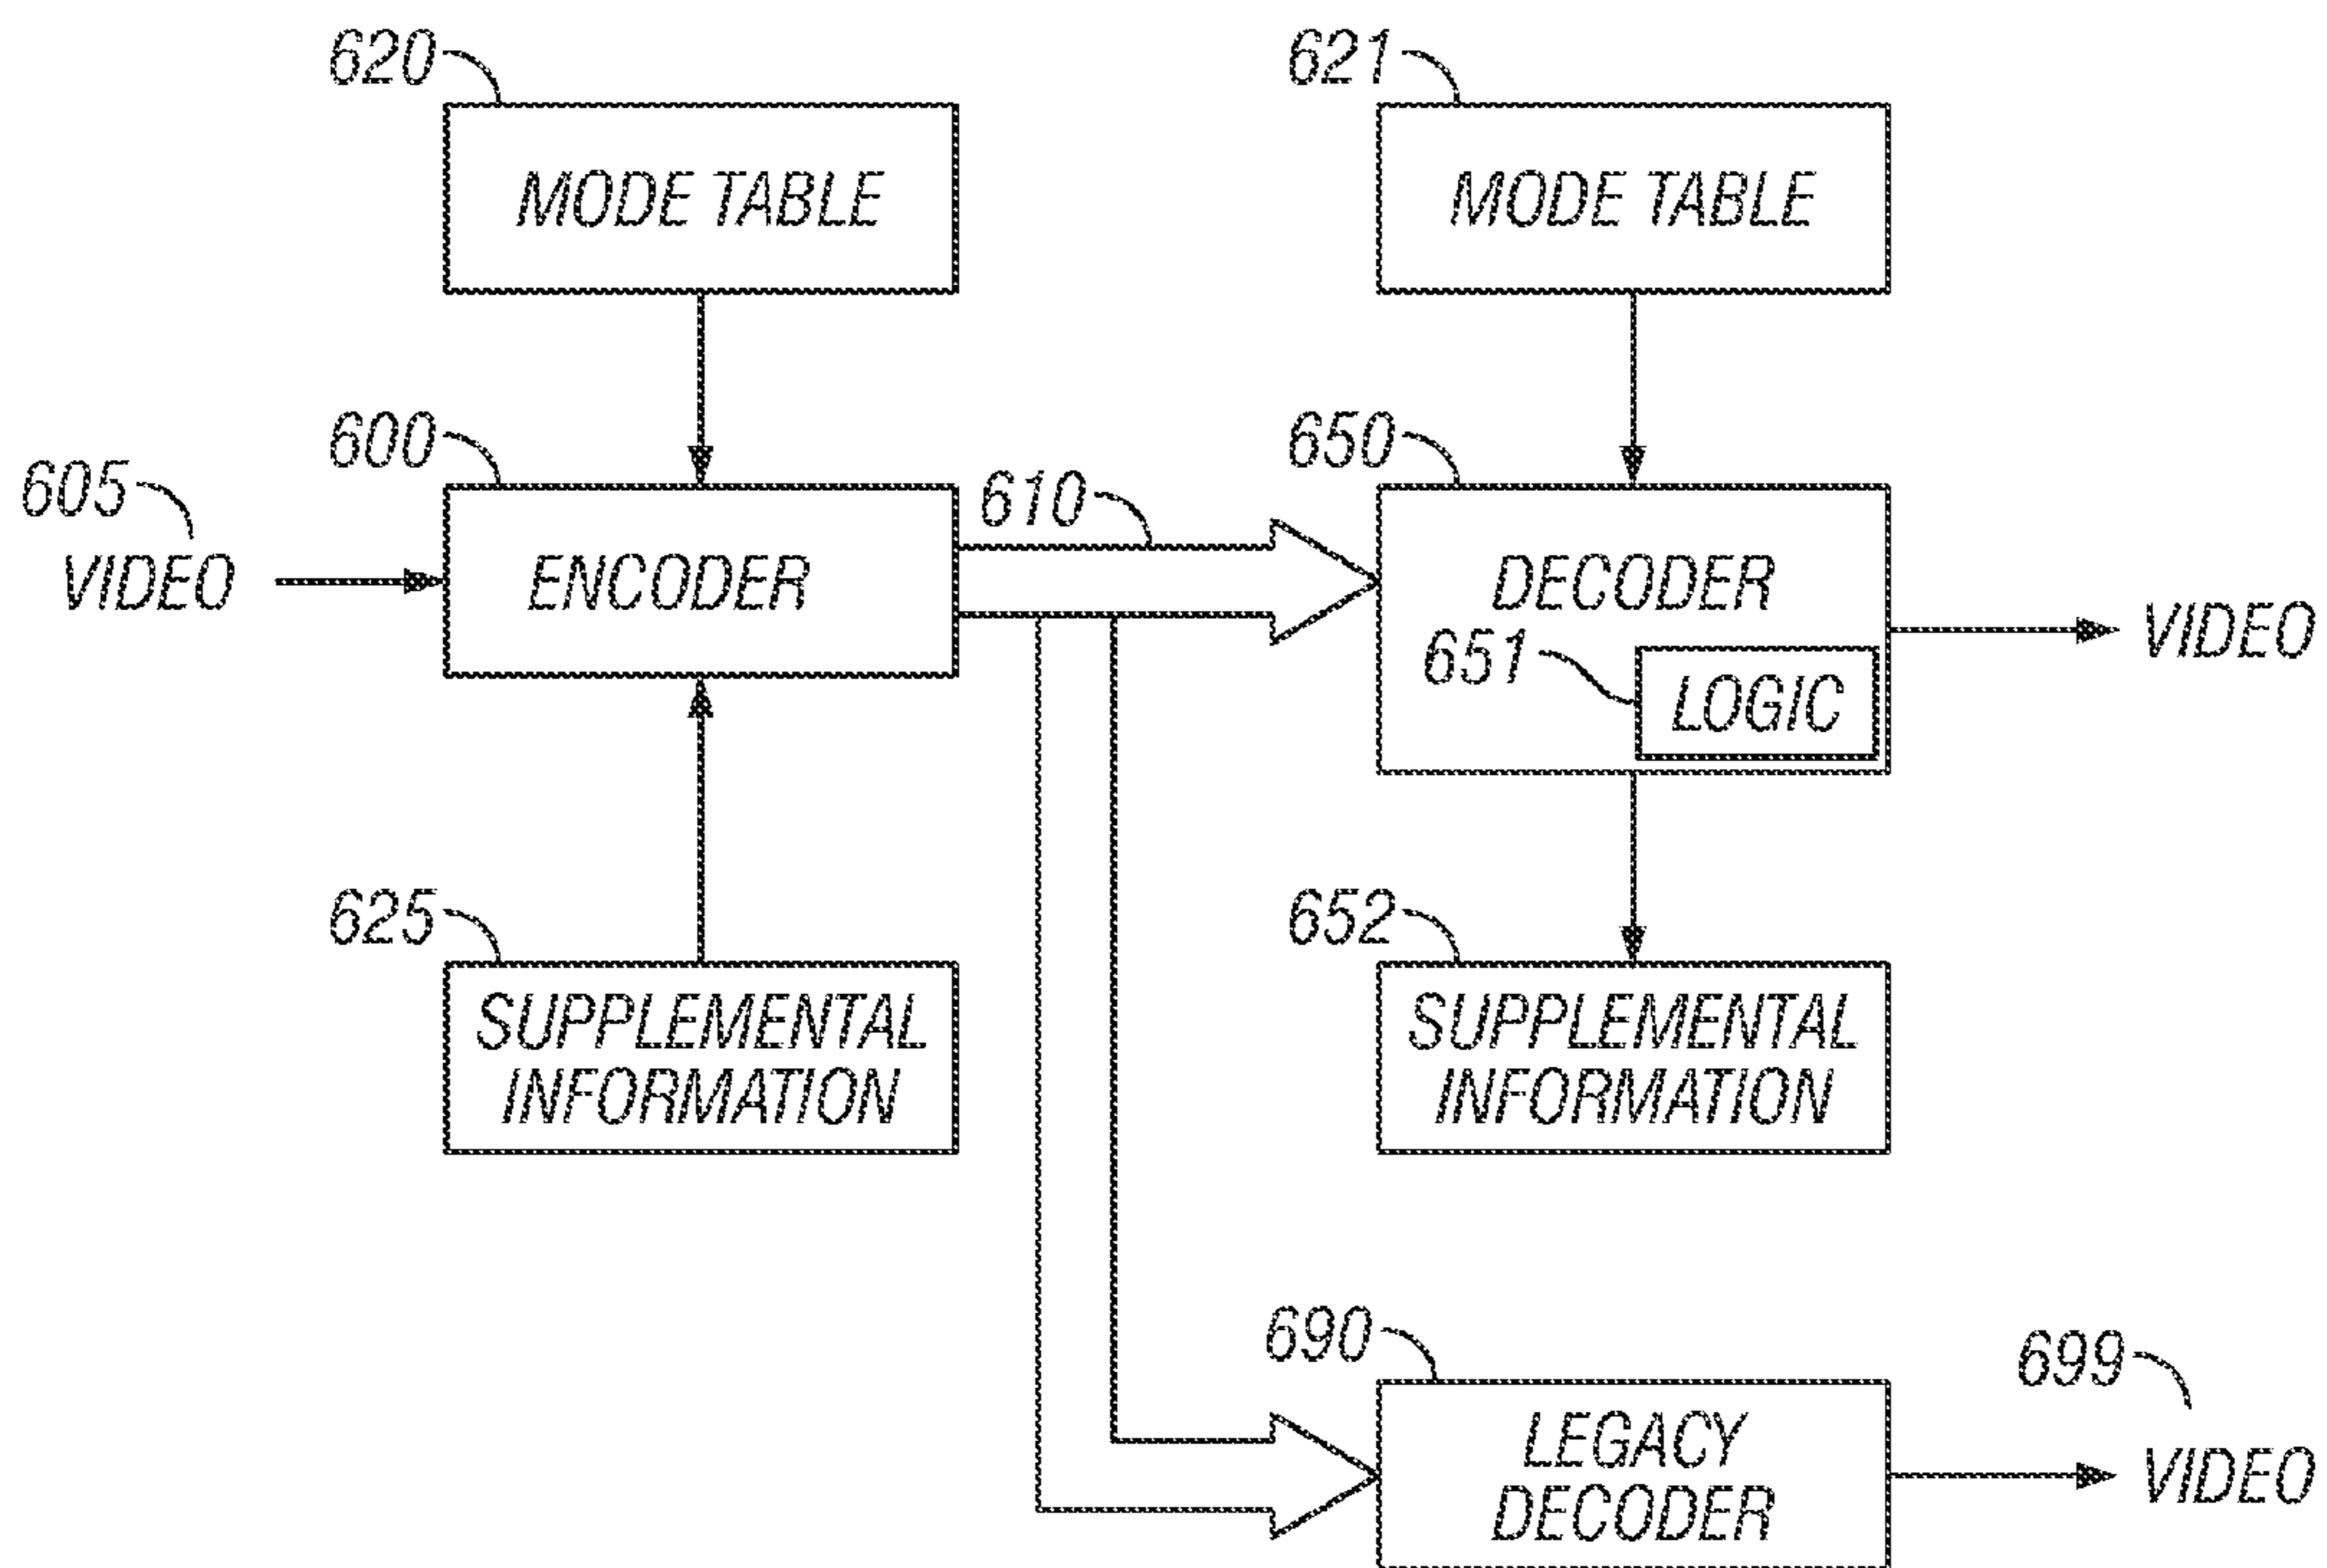 620
MODE TABLE
621
MODE TABLE
605
VIDEO
600
ENCODER
610
650
DECODER
651
LOGIC
VIDEO
625
SUPPLEMENTAL
INFORMATION
652
SUPPLEMENTAL
INFORMATION
690
LEGACY
DECODER
699
VIDEO